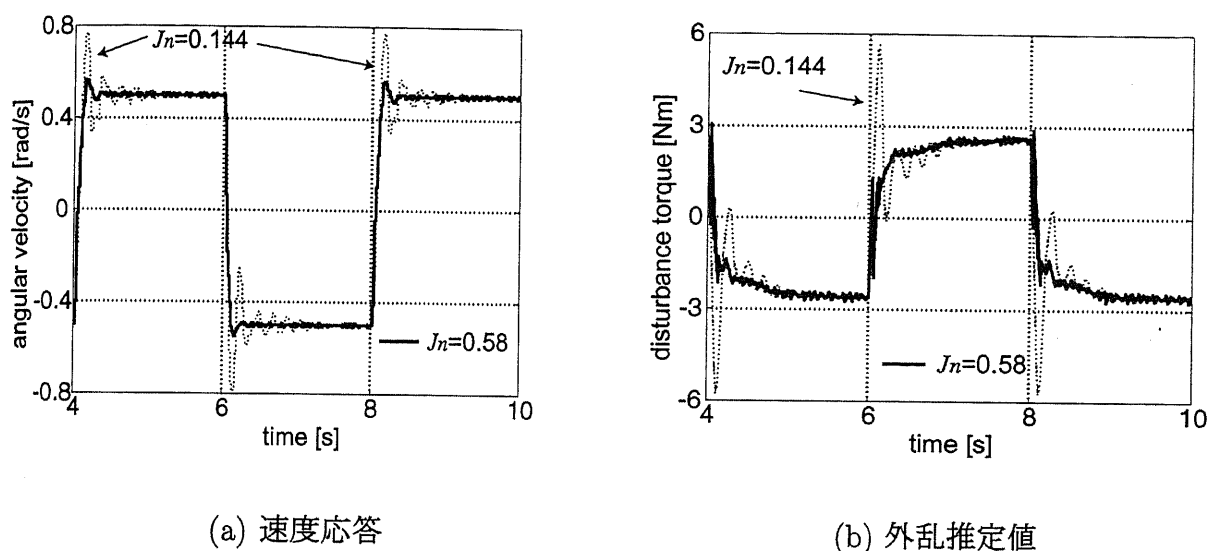 0.8
0.4
0
-0.4
-0.8
angular velocity [rad/s]
Jn=0.144
Jn=0.58
4
6
8
10
time [s]
(a) 速度応答
6
3
0
-3
-6
disturbance torque [Nm]
Jn=0.144
Jn=0.58
4
6
8
10
time [s]
(b) 外乱推定値